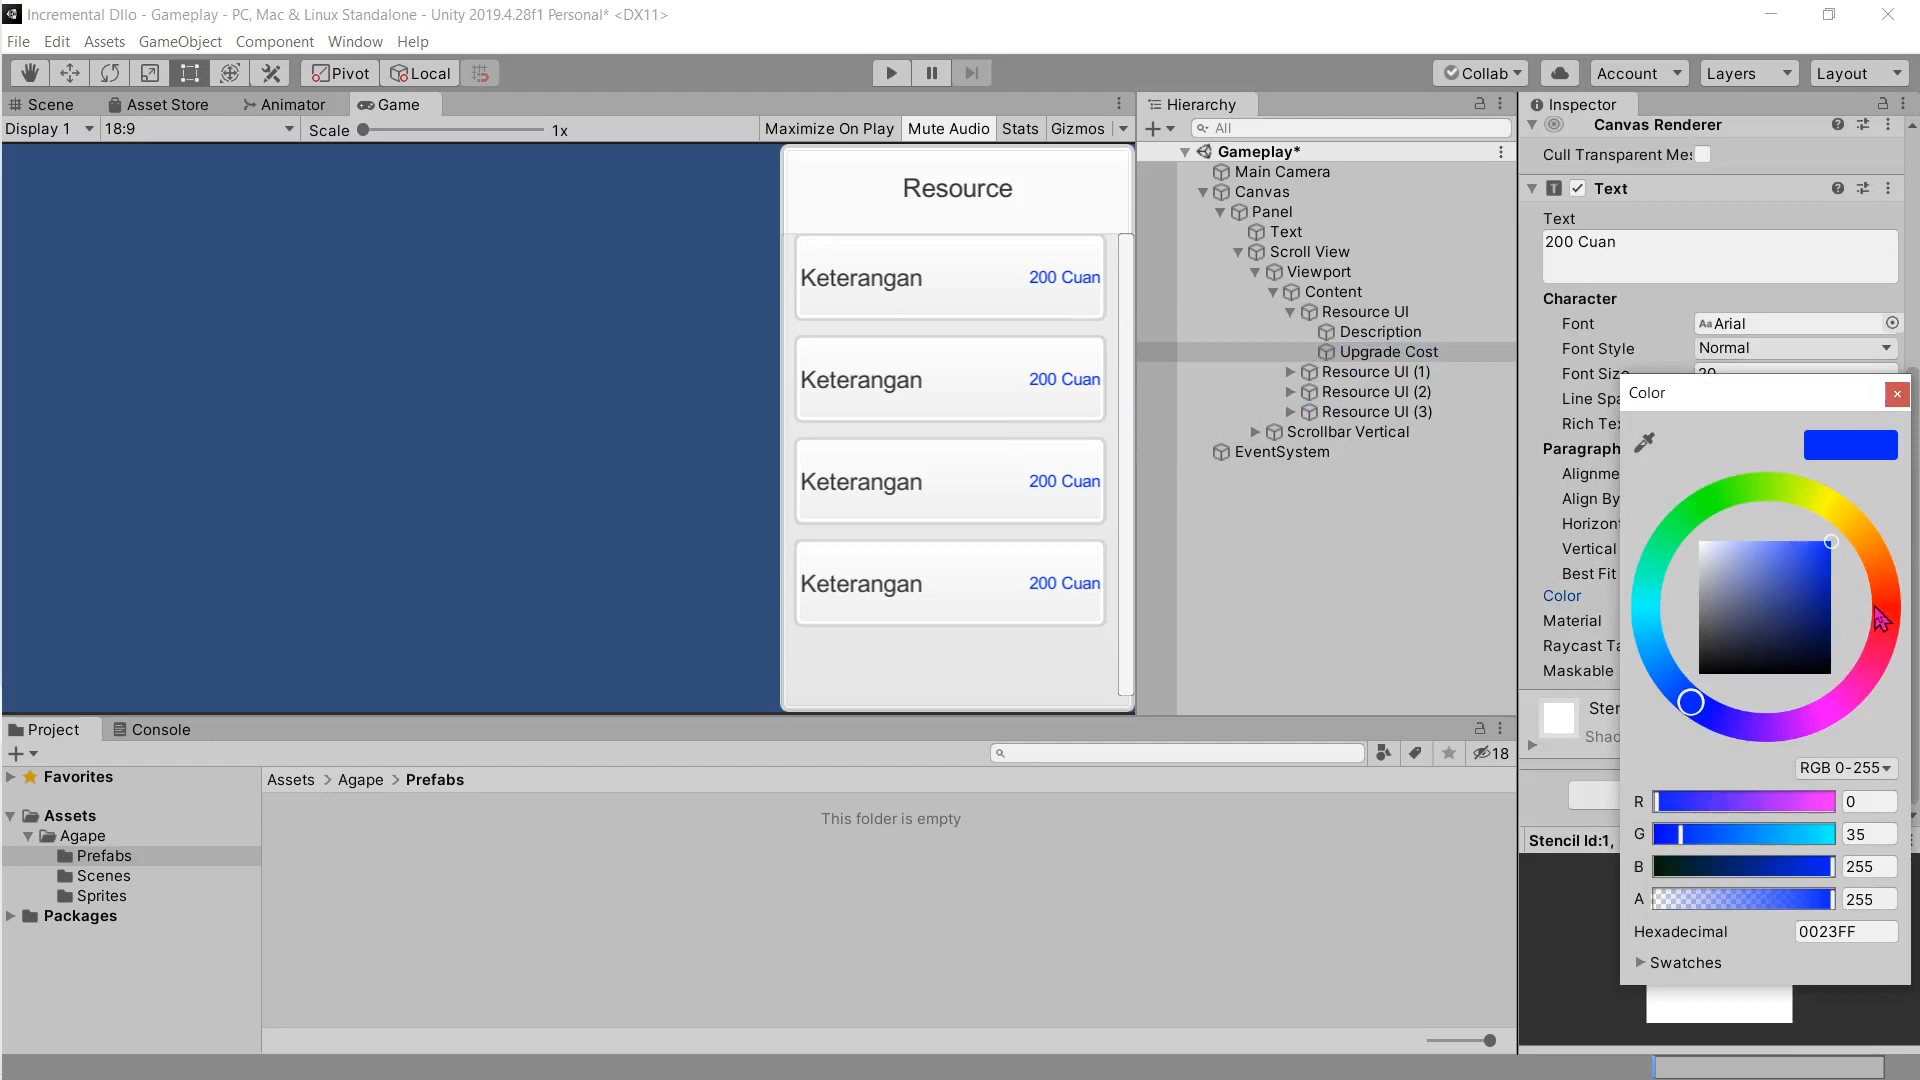 Incremental DIlo - Gameplay - PC, Mac & Linux Standalone - Unity 2019.4.28f1 Personal* <DX11>
File Edit Assets GameObject Component Window Help
Pivot Local Collab Account Layers Layout
Scene Asset Store Animator Game
Display 1 18:9 Scale 1x Maximize On Play Mute Audio Stats Gizmos
Resource
Keterangan 200 Cuan
Keterangan 200 Cuan
Keterangan 200 Cuan
Keterangan 200 Cuan
Hierarchy
All
Gameplay*
Main Camera
Canvas
Panel
Text
Scroll View
Viewport
Content
Resource UI
Description
Upgrade Cost
Resource UI (1)
Resource UI (2)
Resource UI (3)
Scrollbar Vertical
EventSystem
Inspector
Canvas Renderer
Cull Transparent Me
Text
Text
200 Cuan
Character
Font Arial
Font Style Normal
Font Siz 20
Line Spa
Rich Te
Paragraph
Alignme
Align By
Horizon
Vertical
Best Fit
Color
Material
Raycast Ta
Maskable
Sten
Shad
Stencil Id:1,
Color
RGB 0-255
R 0
G 35
B 255
A 255
Hexadecimal 0023FF
Swatches
Project Console
18
Favorites
Assets
Agape
Prefabs
Scenes
Sprites
Packages
Assets > Agape > Prefabs
This folder is empty